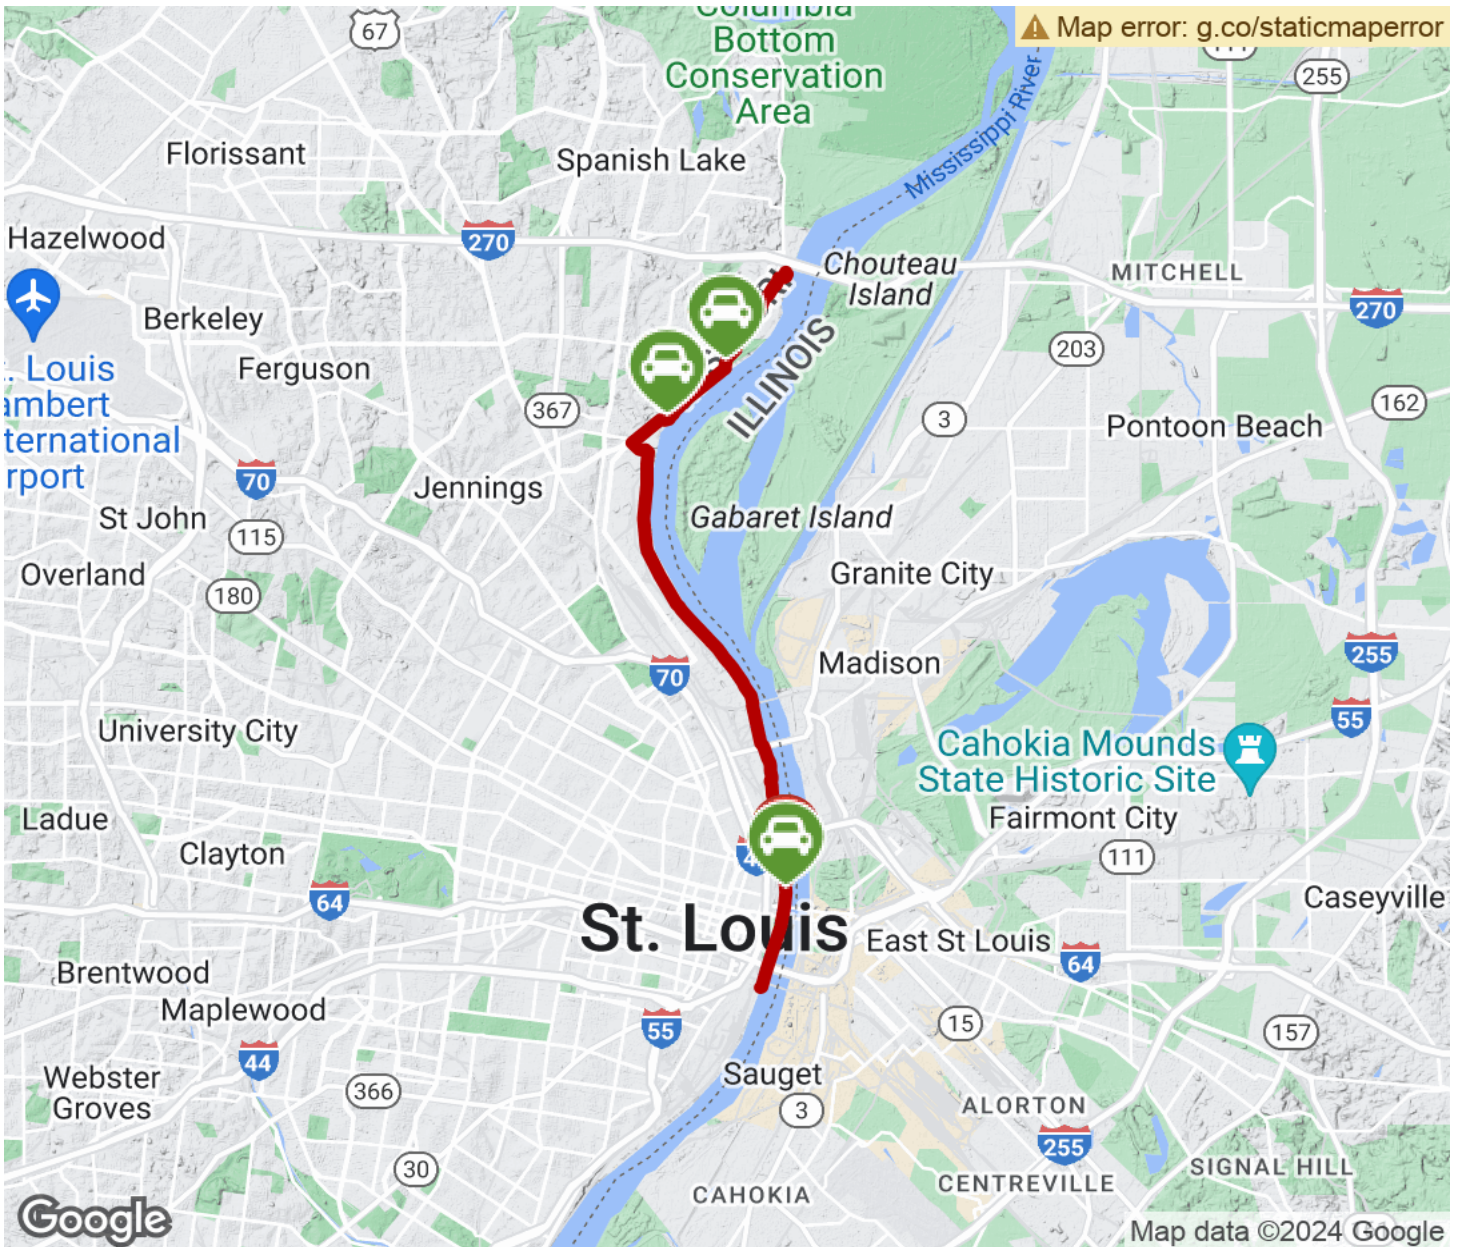 Columbia
Bottom
Conservation
Area
Map error: g.co/staticmaperror
67
255
Mississippi River
Florissant
Spanish Lake
Hazelwood
270
Chouteau
Island
MITCHELL
270
Berkeley
203
Ferguson
ILLINOIS
. Louis
ambert
ternational
rport
367
3
162
Pontoon Beach
70
Jennings
St John
115
Gabaret Island
Overland
180
Granite City
Madison
255
70
55
University City
Cahokia Mounds
State Historic Site
Ladue
Fairmont City
Clayton
111
64
Caseyville
St. Louis
East St Louis
64
Brentwood
Maplewood
55
15
157
44
Webster
Groves
366
Sauget
3
ALORTON
255
30
SIGNAL HILL
CENTREVILLE
CAHOKIA
Google
Map data ©2024 Google